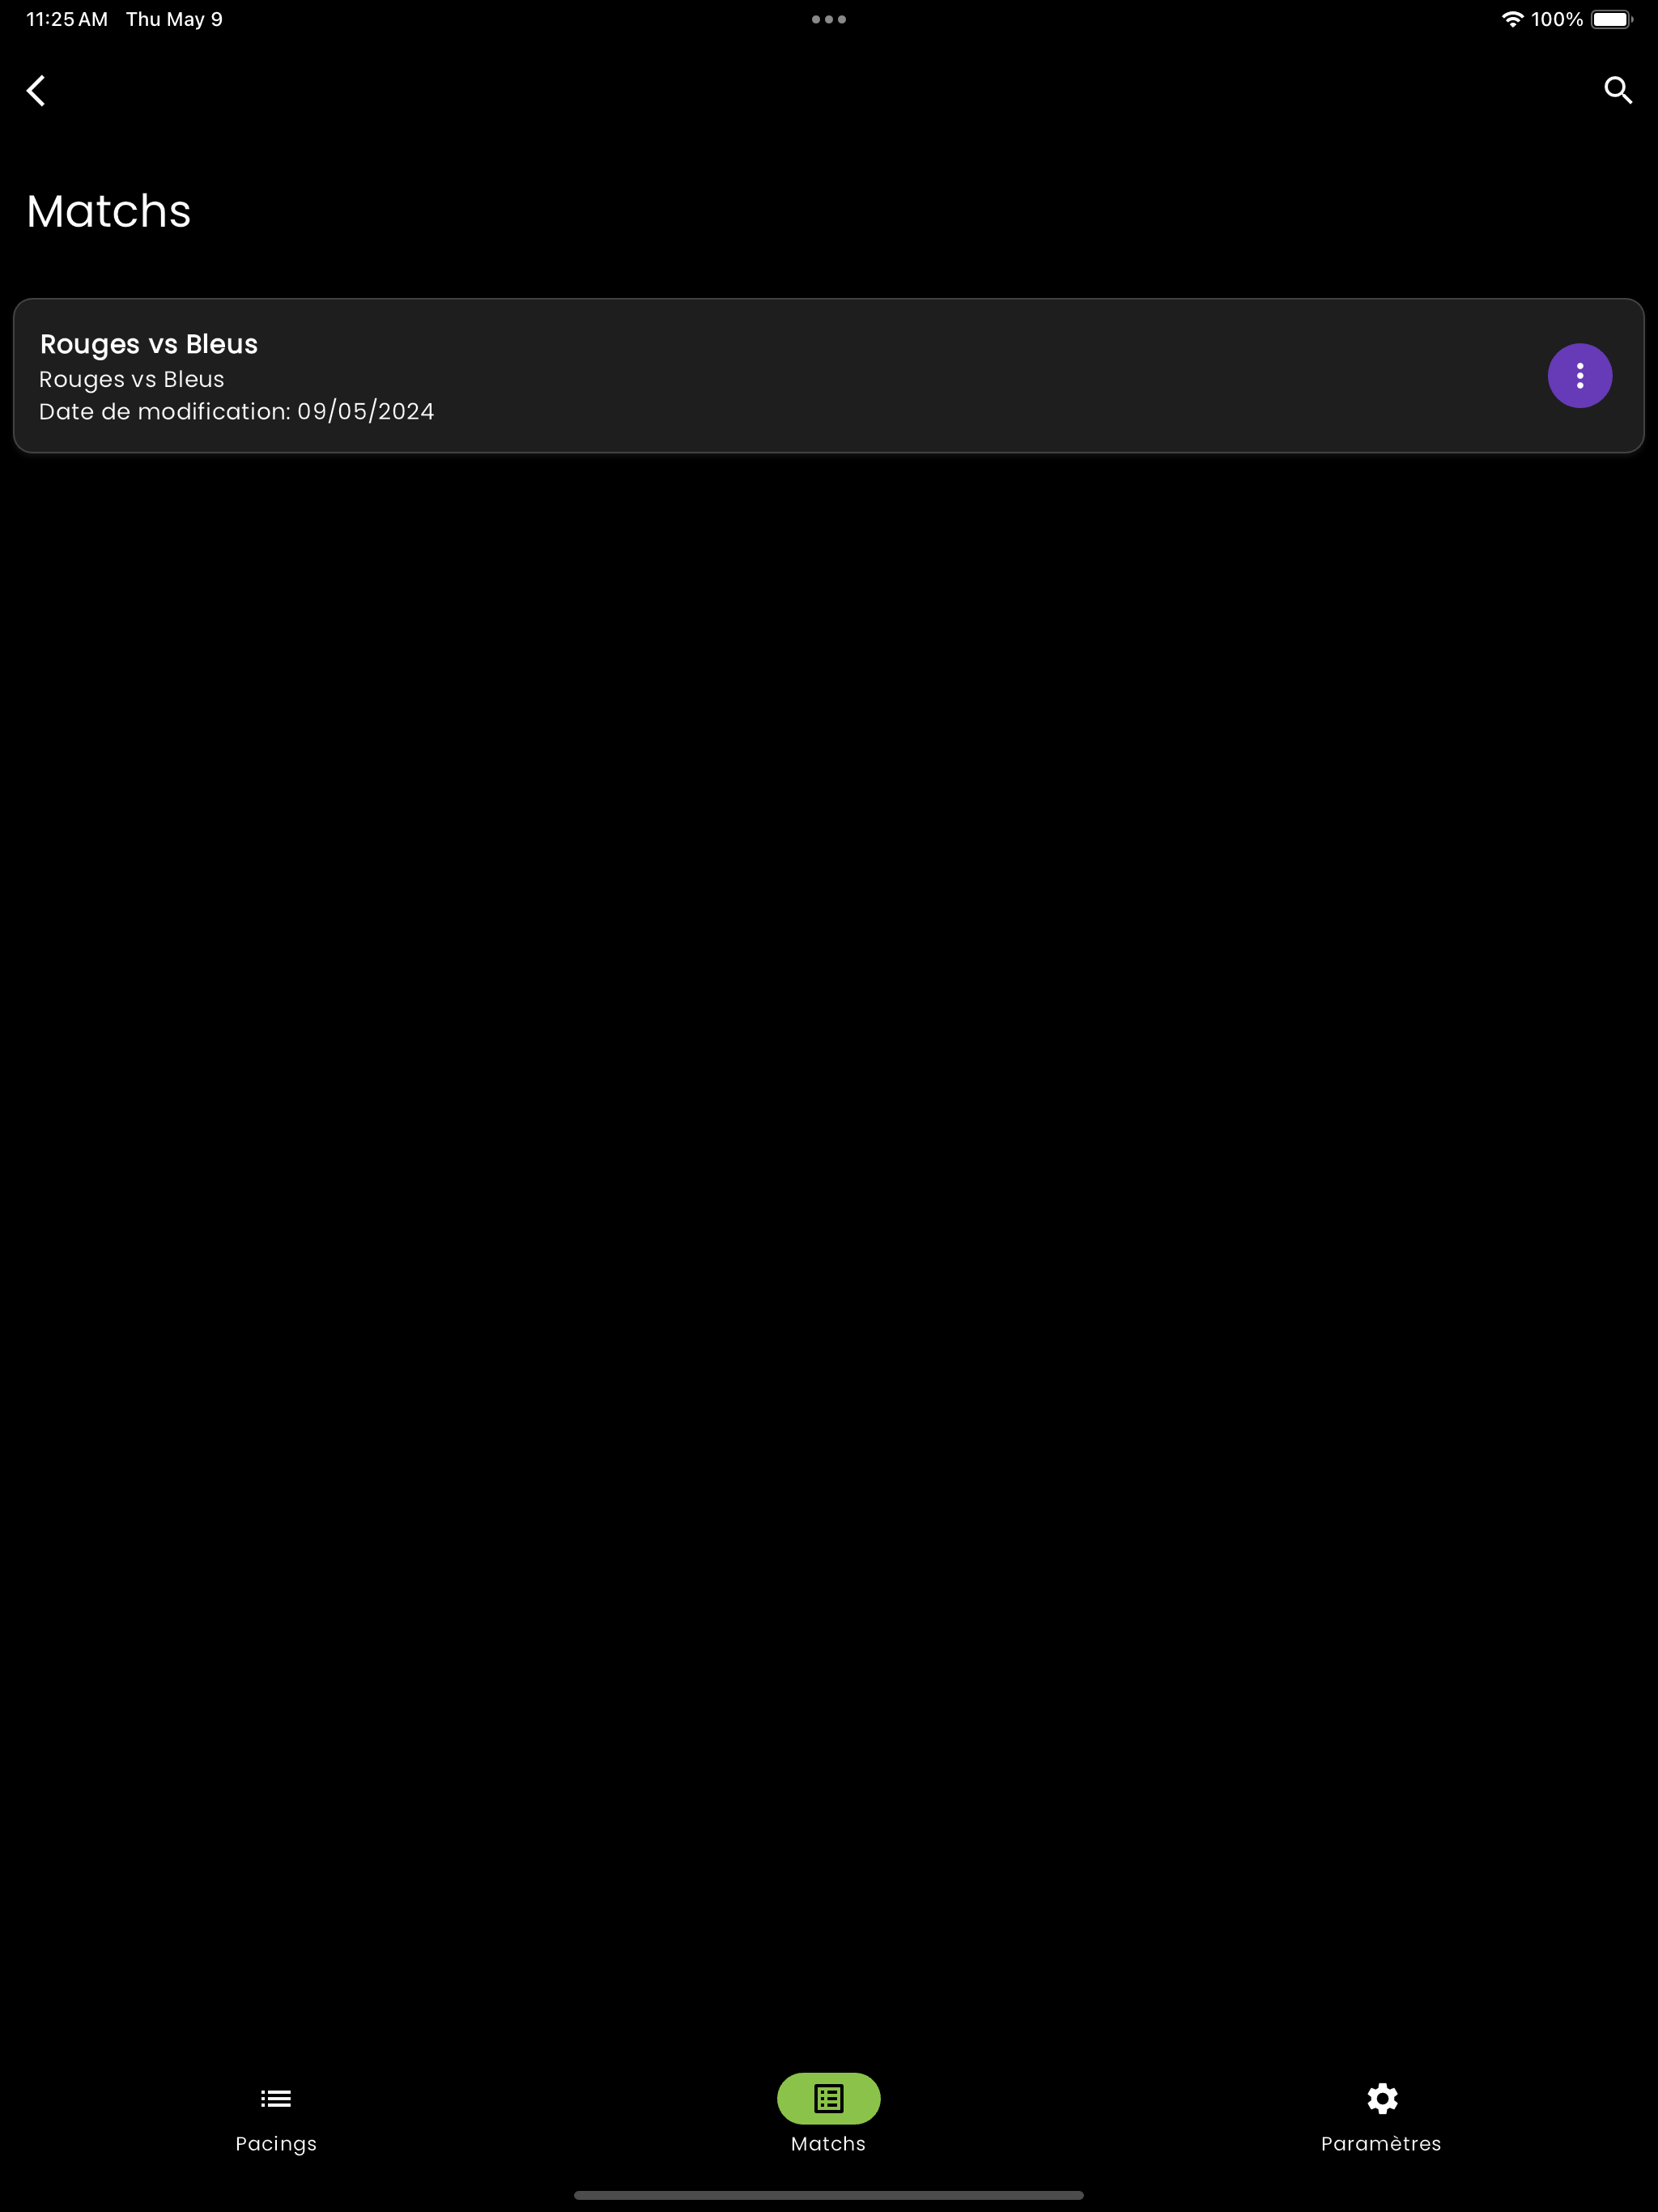 11:25 AM Thu May 9
100%
Matchs
Rouges vs Bleus
Rouges vs Bleus
Date de modification: 09/05/2024
Pacings
Matchs
Paramètres